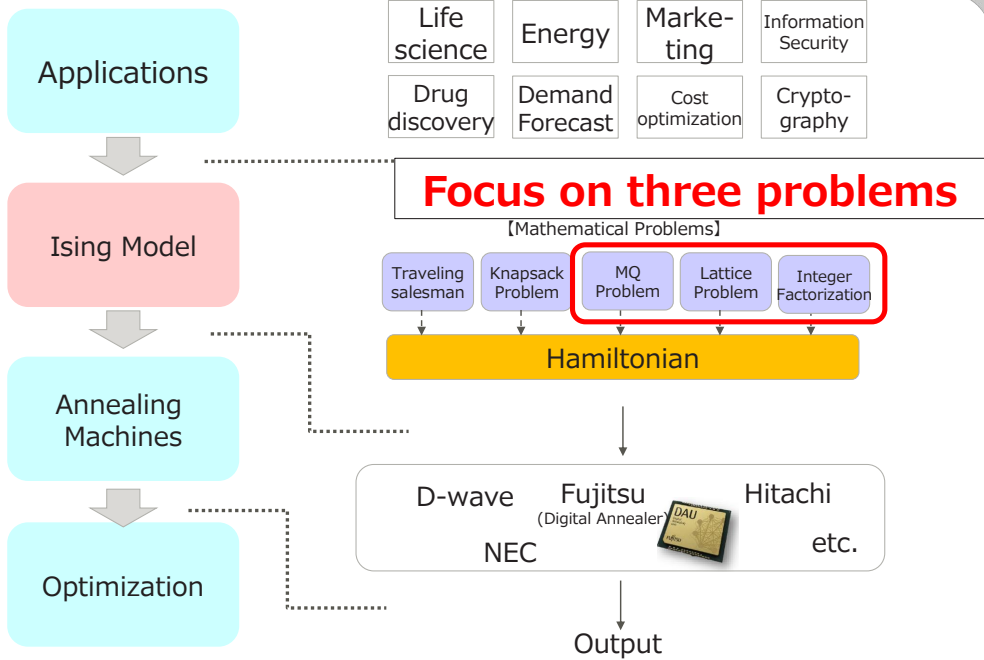 Applications
Ising Model
Annealing
Machines
Optimization
Life
science
Energy
Marke-
ting
Information
Security
Drug
discovery
Demand
Forecast
Cost
optimization
Crypto-
graphy
Focus on three problems
【Mathematical Problems】
Traveling
salesman
Knapsack
Problem
MQ
Problem
Lattice
Problem
Integer
Factorization
Hamiltonian
D-wave
Fujitsu
(Digital Annealer)
Hitachi
NEC
etc.
DAU
Output